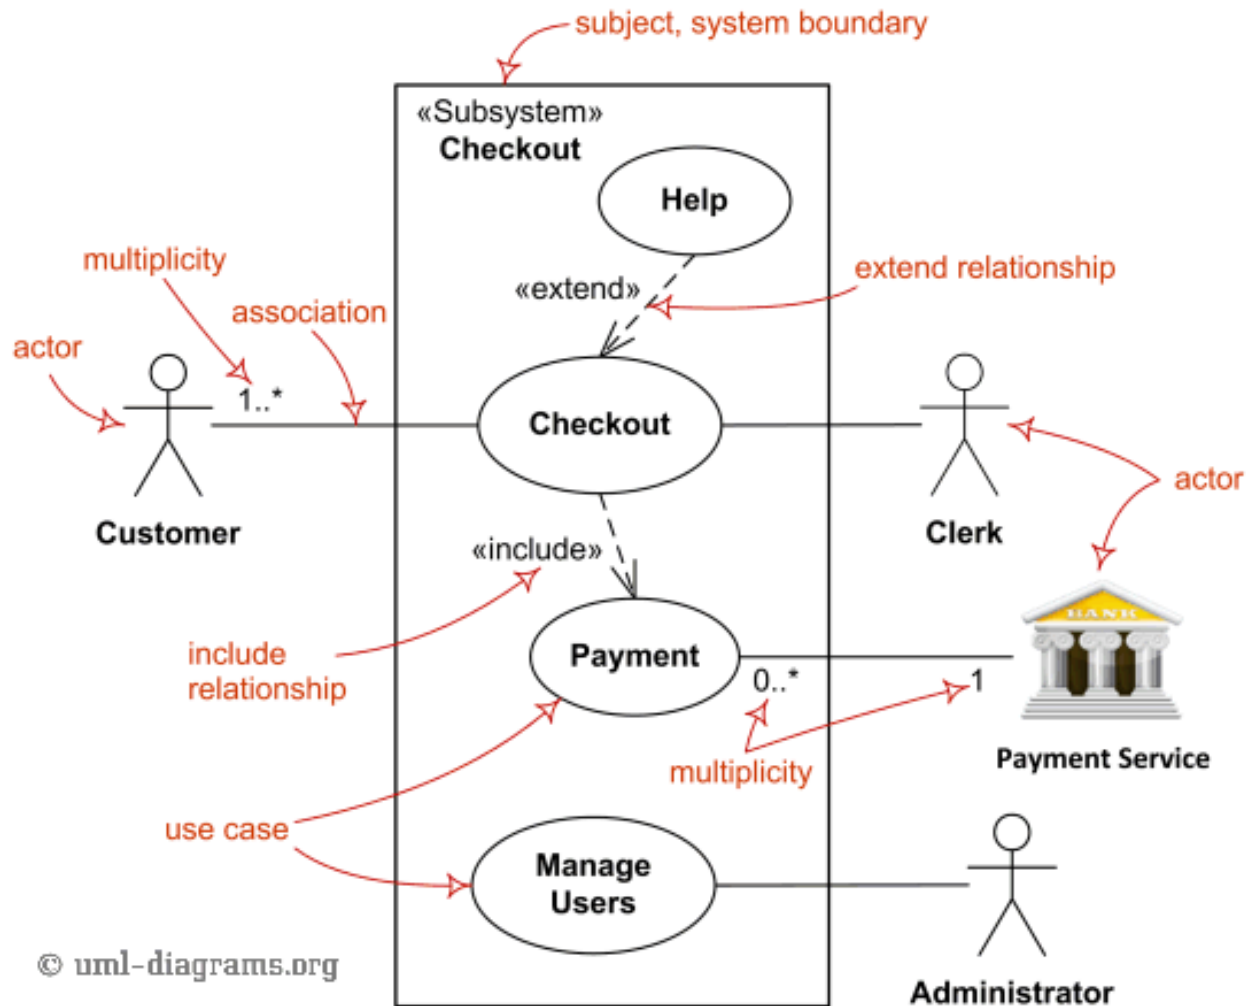 subject, system boundary
«Subsystem»
Checkout
Help
multiplicity
«extend»
extend relationship
association
actor
1..*
Checkout
actor
Customer
Clerk
«include»
BANK
include
relationship
Payment
0..*
1
multiplicity
Payment Service
use case
Manage
Users
© uml-diagrams.org
Administrator